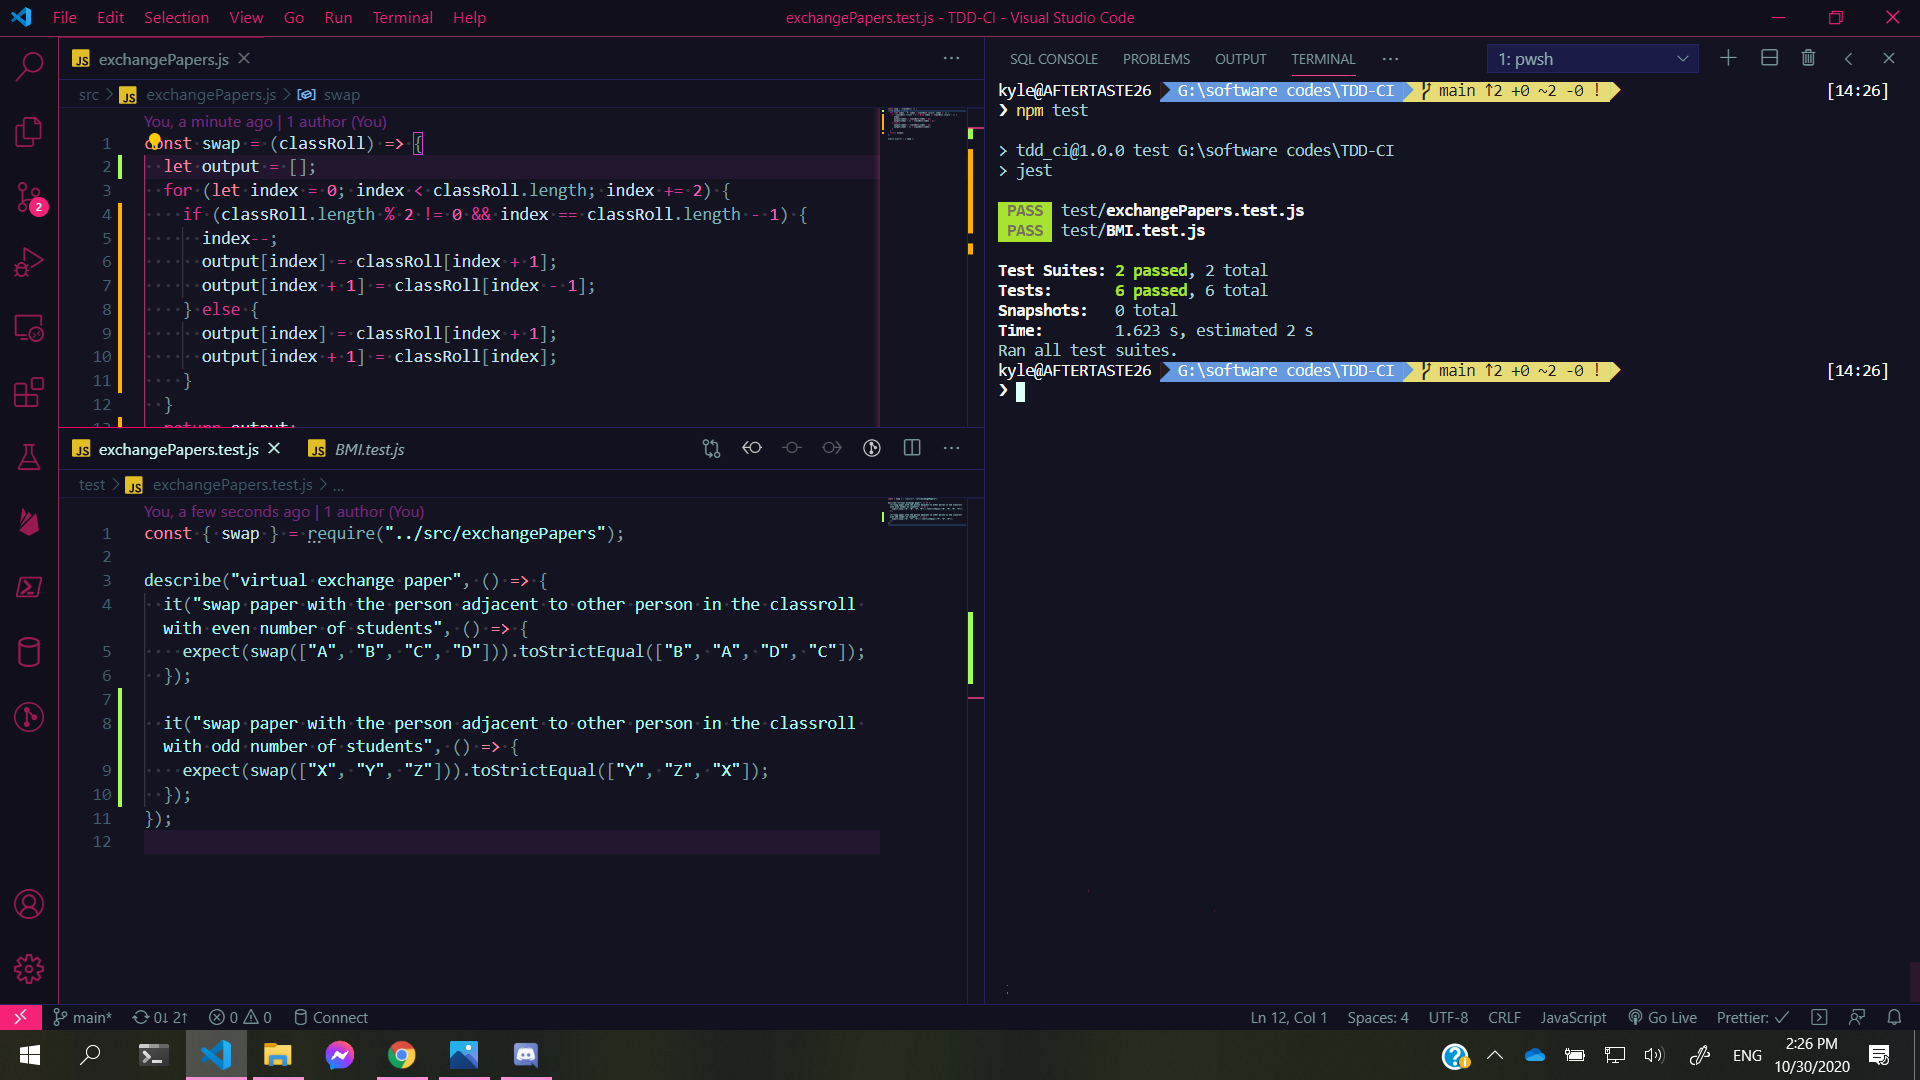 File Edit Selection View Go Run Terminal Help
exchangePapers.test.js - TDD-CI - Visual Studio Code
JS exchangePapers.js
src > JS exchangePapers.js > swap
You, a minute ago | 1 author (You)
1 const swap = (classRoll) => {
2 let output = [];
3 for (let index = 0; index < classRoll.length; index += 2) {
4 if (classRoll.length % 2 != 0 && index == classRoll.length - 1) {
5 index--;
6 output[index] = classRoll[index + 1];
7 output[index + 1] = classRoll[index - 1];
8 } else {
9 output[index] = classRoll[index + 1];
10 output[index + 1] = classRoll[index];
11 }
12 }
13 return output;
JS exchangePapers.test.js
JS BMI.test.js
test > JS exchangePapers.test.js > ...
You, a few seconds ago | 1 author (You)
1 const { swap } = require("../src/exchangePapers");
2
3 describe("virtual exchange paper", () => {
4 it("swap paper with the person adjacent to other person in the classroll
with even number of students", () => {
5 expect(swap(["A", "B", "C", "D"])).toStrictEqual(["B", "A", "D", "C"]);
6 });
7
8 it("swap paper with the person adjacent to other person in the classroll
with odd number of students", () => {
9 expect(swap(["X", "Y", "Z"])).toStrictEqual(["Y", "Z", "X"]);
10 });
11 });
12
SQL CONSOLE PROBLEMS OUTPUT TERMINAL ... 1: pwsh
kyle@AFTERTASTE26 G:\software codes\TDD-CI main ↑2 +0 ~2 -0 ! [14:26]
❯ npm test
> tdd_ci@1.0.0 test G:\software codes\TDD-CI
> jest
PASS test/exchangePapers.test.js
PASS test/BMI.test.js
Test Suites: 2 passed, 2 total
Tests: 6 passed, 6 total
Snapshots: 0 total
Time: 1.623 s, estimated 2 s
Ran all test suites.
kyle@AFTERTASTE26 G:\software codes\TDD-CI main ↑2 +0 ~2 -0 ! [14:26]
❯
2
main* 0↓ 2↑ 0 0 Connect
Ln 12, Col 1 Spaces: 4 UTF-8 CRLF JavaScript Go Live Prettier: ✓
ENG
2:26 PM
10/30/2020